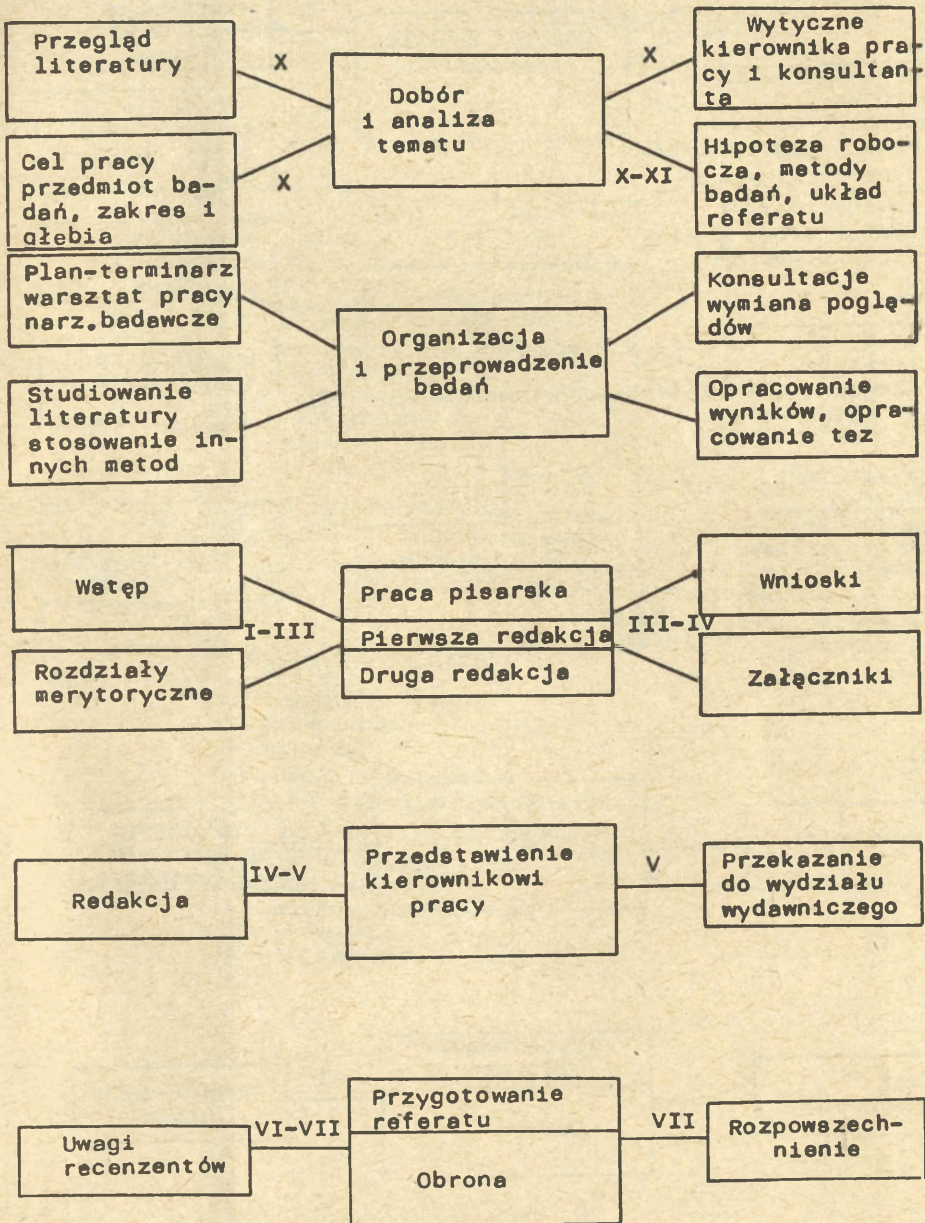 Przegląd
literatury
X
Dobór
i analiza
tematu
X
Wytyczne
kierownika pra-
cy i konsultan-
ta
Cel pracy
przedmiot ba-
dań, zakres i
głębia
X
X-XI
Hipoteza robo-
cza, metody
badań, układ
referatu
Plan-terminarz
warsztat pracy
narz.badawcze
Organizacja
i przeprowadzenie
badań
Konsultacje
wymiana poglą-
dów
Studiowanie
literatury
stosowanie in-
nych metod
Opracowanie
wyników, opra-
cowanie tez
Wstęp
I-III
Rozdziały
merytoryczne
Praca pisarska
Pierwsza redakcja
Druga redakcja
III-IV
Wnioski
Załączniki
Redakcja
IV-V
Przedstawienie
kierownikowi
pracy
V
Przekazanie
do wydziału
wydawniczego
Uwagi
recenzentów
VI-VII
Przygotowanie
referatu
Obrona
VII
Rozpowszech-
nienie